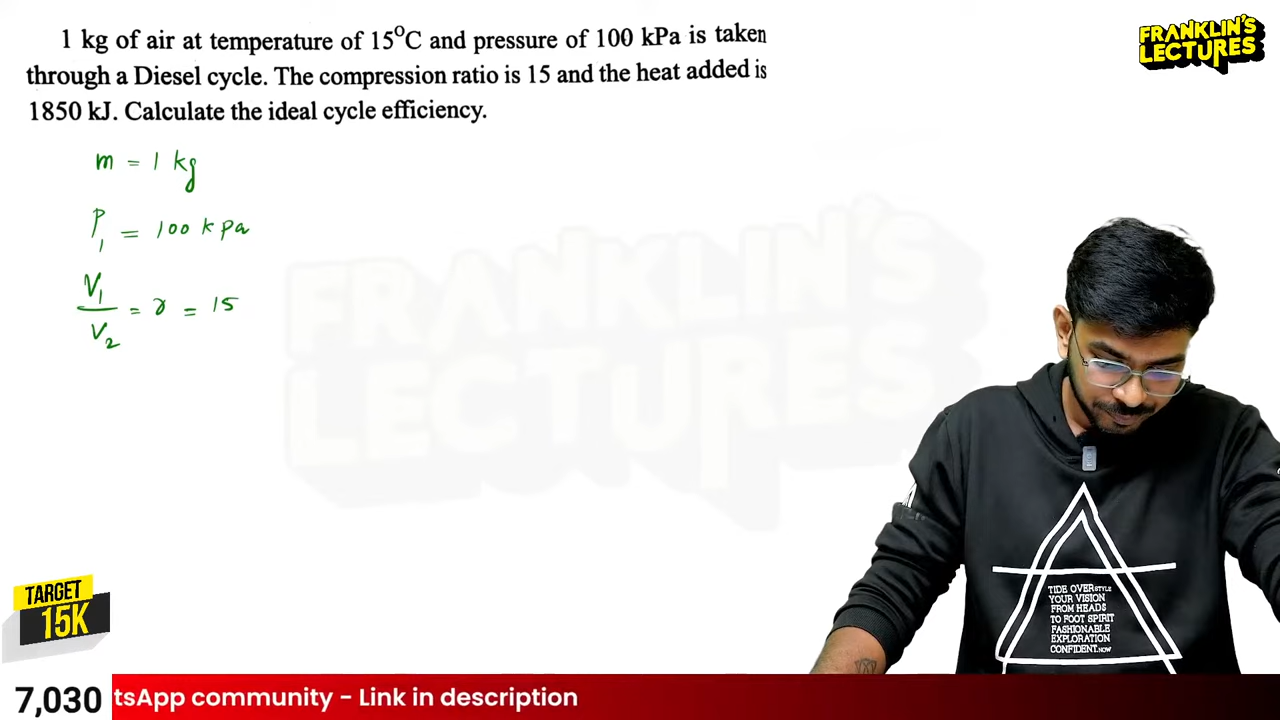 1 kg of air at temperature of 15°C and pressure of 100 kPa is taken
through a Diesel cycle. The compression ratio is 15 and the heat added is
1850 kJ. Calculate the ideal cycle efficiency.
m = 1 kg
P1 = 100 kpa
V1/V2 = r = 15
FRANKLIN'S
LECTURES
FRANKLIN'S
LECTURES
TIDE OVER STYLE
YOUR VISION
FROM HEADS
TO FOOT SPIRIT
FASHIONABLE
EXPLORATION
CONFIDENT.NOW
TARGET
15K
7,030
tsApp community - Link in description